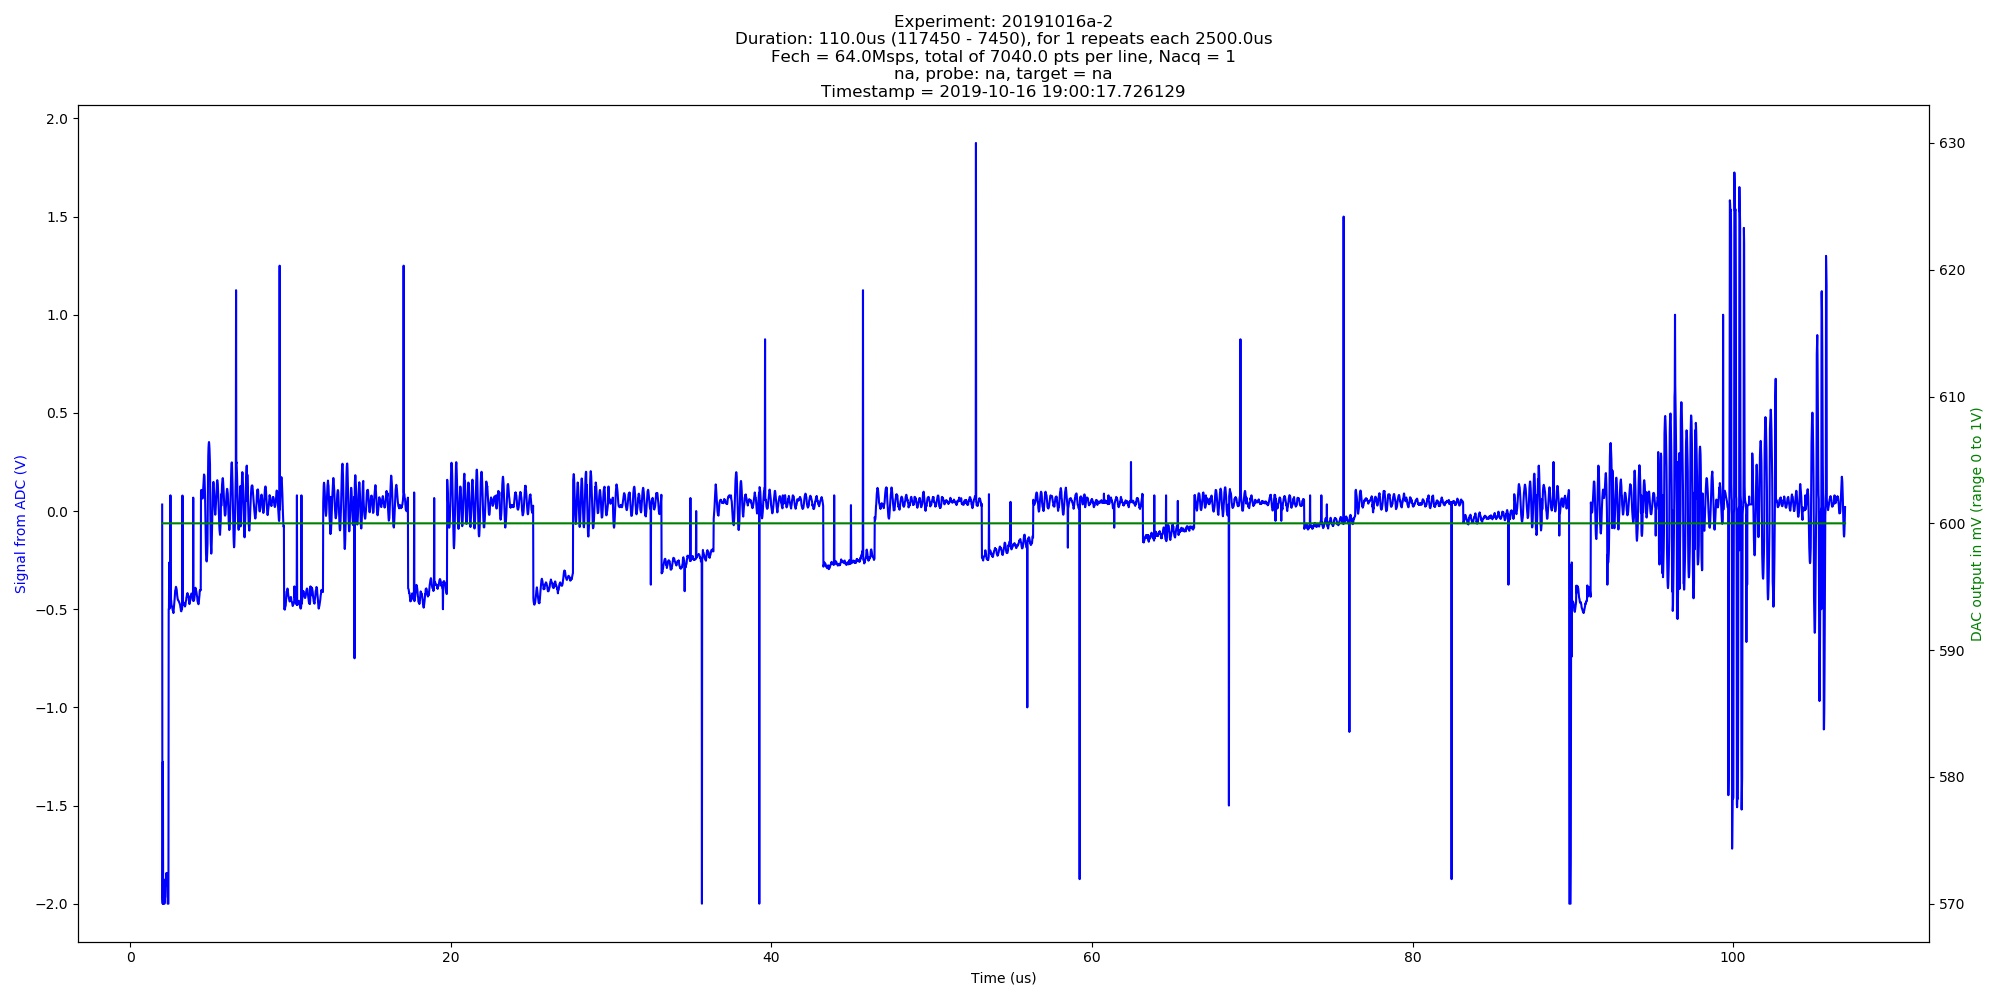 Experiment: 20191016a-2
Duration: 110.0us (117450 - 7450), for 1 repeats each 2500.0us
Fech = 64.0Msps, total of 7040.0 pts per line, Nacq = 1
na, probe: na, target = na
Timestamp = 2019-10-16 19:00:17.726129
Signal from ADC (V)
2.0
1.5
1.0
0.5
0.0
−0.5
−1.0
−1.5
−2.0
0
20
40
60
80
100
Time (us)
630
620
610
600
590
580
570
DAC output in mV (range 0 to 1V)